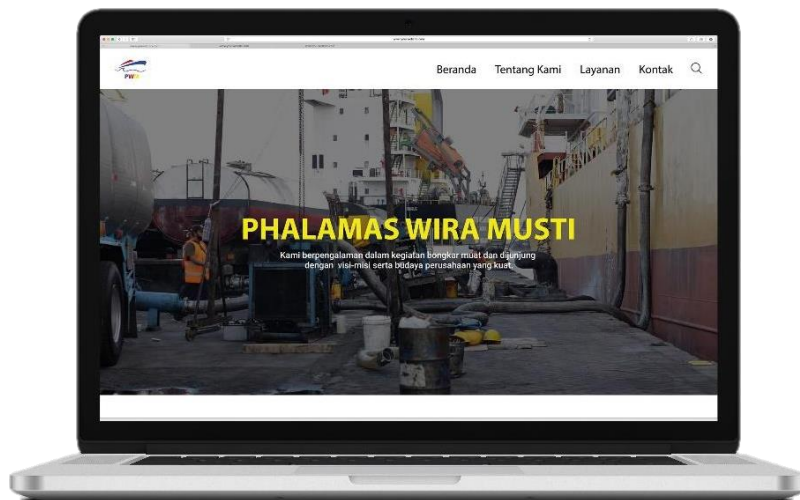 PWM
Beranda Tentang Kami Layanan Kontak
PHALAMAS WIRA MUSTI
Kami berpengalaman dalam kegiatan bongkar muat dan dijunjung
dengan visi-misi serta budaya perusahaan yang kuat.